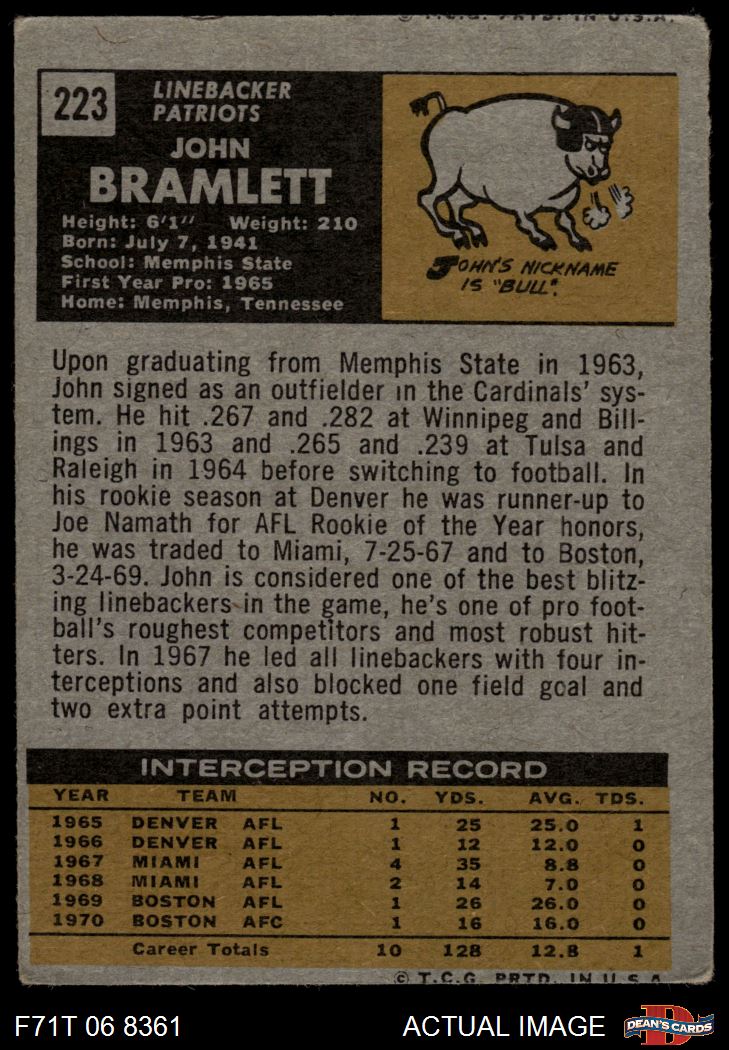 © T.C.G. PRTD. IN U.S.A.
223
LINEBACKER
PATRIOTS
JOHN
BRAMLETT
Height: 6'1" Weight: 210
Born: July 7, 1941
School: Memphis State
First Year Pro: 1965
Home: Memphis, Tennessee
JOHN'S NICKNAME
IS "BULL".
Upon graduating from Memphis State in 1963,
John signed as an outfielder in the Cardinals' sys-
tem. He hit .267 and .282 at Winnipeg and Bill-
ings in 1963 and .265 and .239 at Tulsa and
Raleigh in 1964 before switching to football. In
his rookie season at Denver he was runner-up to
Joe Namath for AFL Rookie of the Year honors,
he was traded to Miami, 7-25-67 and to Boston,
3-24-69. John is considered one of the best blitz-
ing linebackers in the game, he's one of pro foot-
ball's roughest competitors and most robust hit-
ters. In 1967 he led all linebackers with four in-
terceptions and also blocked one field goal and
two extra point attempts.
INTERCEPTION RECORD
YEAR TEAM NO. YDS. AVG. TDS.
1965 DENVER AFL 1 25 25.0 1
1966 DENVER AFL 1 12 12.0 0
1967 MIAMI AFL 4 35 8.8 0
1968 MIAMI AFL 2 14 7.0 0
1969 BOSTON AFL 1 26 26.0 0
1970 BOSTON AFC 1 16 16.0 0
Career Totals 10 128 12.8 1
© T.C.G. PRTD. IN U.S.A.
F71T 06 8361 ACTUAL IMAGE
D
DEAN'S CARDS